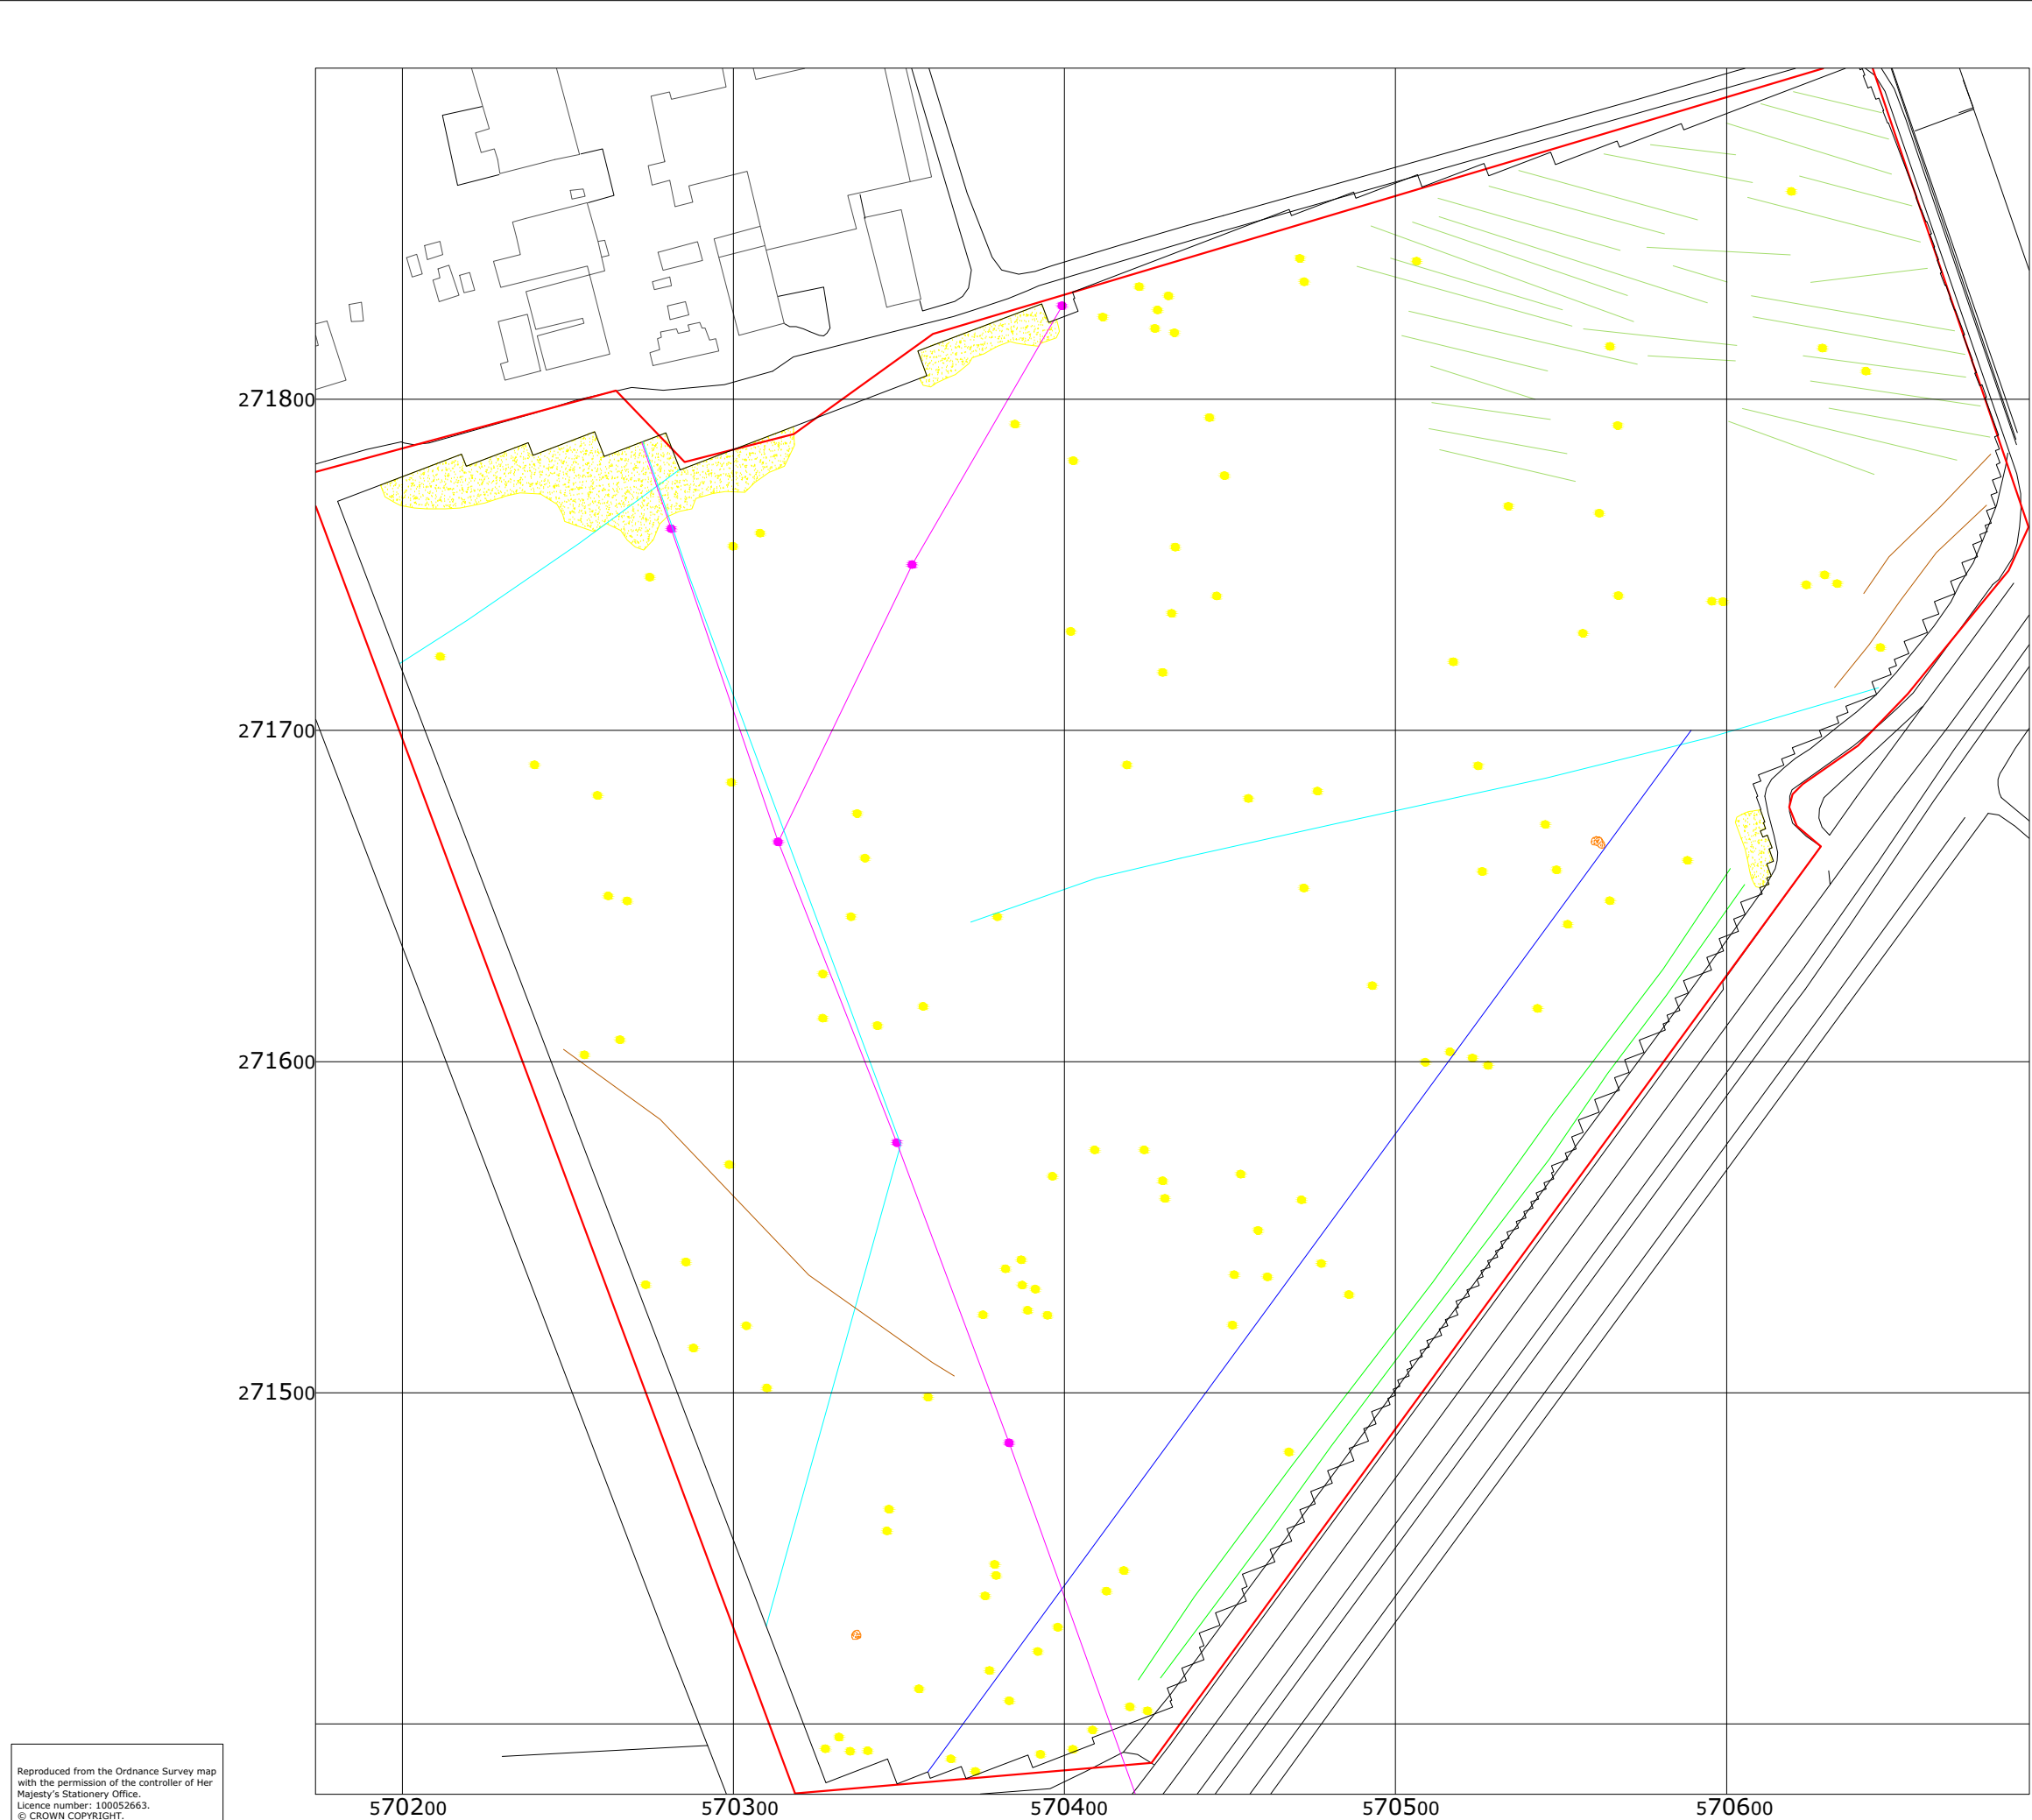 271800
271700
271600
271500
570200 570300 570400 570500 570600
Reproduced from the Ordnance Survey map
with the permission of the controller of Her
Majesty's Stationery Office.
Licence number: 100052663.
© CROWN COPYRIGHT.